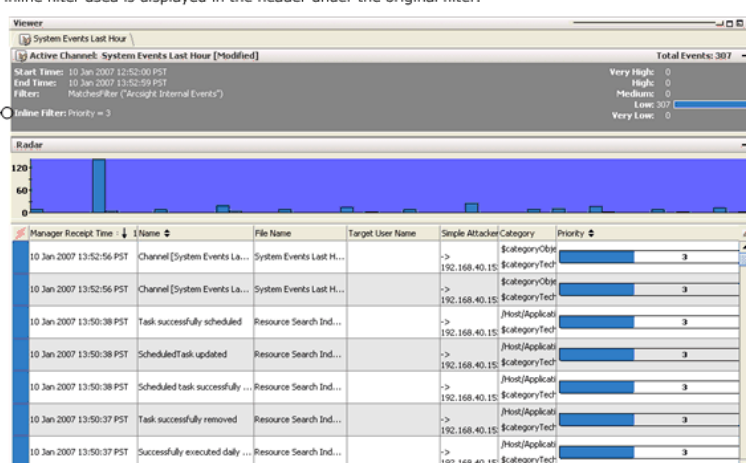 inline filter used is displayed in the header under the original filter.
Viewer
System Events Last Hour
Active Channel: System Events Last Hour [Modified] Total Events: 307
Start Time: 10 Jan 2007 12:52:00 PST Very High: 0
End Time: 10 Jan 2007 13:52:59 PST High: 0
Filter: MatchesFilter ("Arcsight Internal Events") Medium: 0
Low: 307
Inline Filter: Priority = 3 Very Low: 0
Radar
120
60
0
Manager Receipt Time 1 Name File Name Target User Name Simple Attacker Category Priority
10 Jan 2007 13:52:56 PST Channel [System Events La... System Events Last H... -> 192.168.40.15 $categoryObje $categoryTech 3
10 Jan 2007 13:52:56 PST Channel [System Events La... System Events Last H... -> 192.168.40.15 $categoryObje $categoryTech 3
10 Jan 2007 13:50:38 PST Task successfully scheduled Resource Search Ind... -> 192.168.40.15 /Host/Applicati $categoryTech 3
10 Jan 2007 13:50:38 PST ScheduledTask updated Resource Search Ind... -> 192.168.40.15 /Host/Applicati $categoryTech 3
10 Jan 2007 13:50:38 PST Scheduled task successfully ... Resource Search Ind... -> 192.168.40.15 /Host/Applicati $categoryTech 3
10 Jan 2007 13:50:37 PST Task successfully removed Resource Search Ind... -> 192.168.40.15 /Host/Applicati $categoryTech 3
10 Jan 2007 13:50:37 PST Successfully executed daily ... Resource Search Ind... -> 192.168.40.15 /Host/Applicati $categoryTech 3